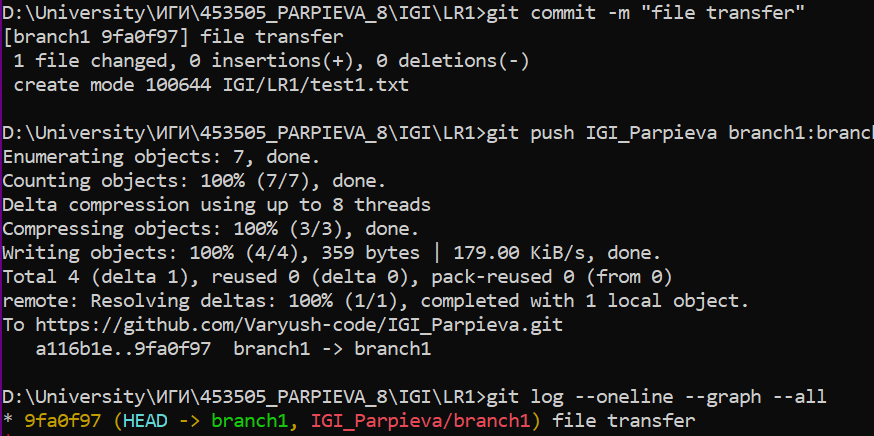 D:\University\ИГИ\453505_PARPIEVA_8\IGI\LR1>git commit -m "file transfer"
[branch1 9fa0f97] file transfer
 1 file changed, 0 insertions(+), 0 deletions(-)
 create mode 100644 IGI/LR1/test1.txt
D:\University\ИГИ\453505_PARPIEVA_8\IGI\LR1>git push IGI_Parpieva branch1:branch
Enumerating objects: 7, done.
Counting objects: 100% (7/7), done.
Delta compression using up to 8 threads
Compressing objects: 100% (3/3), done.
Writing objects: 100% (4/4), 359 bytes | 179.00 KiB/s, done.
Total 4 (delta 1), reused 0 (delta 0), pack-reused 0 (from 0)
remote: Resolving deltas: 100% (1/1), completed with 1 local object.
To https://github.com/Varyush-code/IGI_Parpieva.git
   a116b1e..9fa0f97  branch1 -> branch1
D:\University\ИГИ\453505_PARPIEVA_8\IGI\LR1>git log --oneline --graph --all
* 9fa0f97 (HEAD -> branch1, IGI_Parpieva/branch1) file transfer